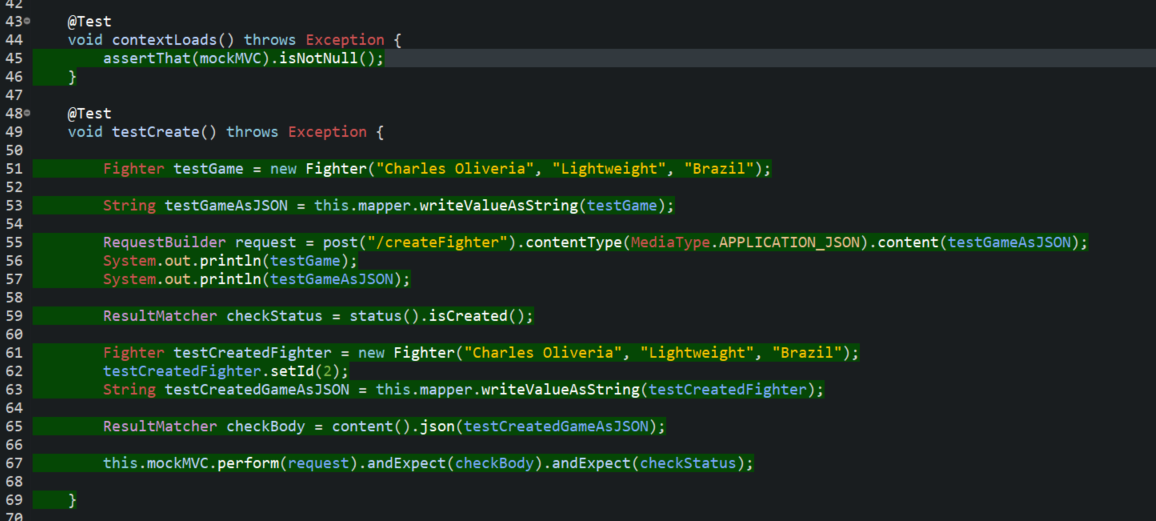 42
43 @Test
44 void contextLoads() throws Exception {
45 assertThat(mockMVC).isNotNull();
46 }
47
48 @Test
49 void testCreate() throws Exception {
50
51 Fighter testGame = new Fighter("Charles Oliveria", "Lightweight", "Brazil");
52
53 String testGameAsJSON = this.mapper.writeValueAsString(testGame);
54
55 RequestBuilder request = post("/createFighter").contentType(MediaType.APPLICATION_JSON).content(testGameAsJSON);
56 System.out.println(testGame);
57 System.out.println(testGameAsJSON);
58
59 ResultMatcher checkStatus = status().isCreated();
60
61 Fighter testCreatedFighter = new Fighter("Charles Oliveria", "Lightweight", "Brazil");
62 testCreatedFighter.setId(2);
63 String testCreatedGameAsJSON = this.mapper.writeValueAsString(testCreatedFighter);
64
65 ResultMatcher checkBody = content().json(testCreatedGameAsJSON);
66
67 this.mockMVC.perform(request).andExpect(checkBody).andExpect(checkStatus);
68
69 }
70